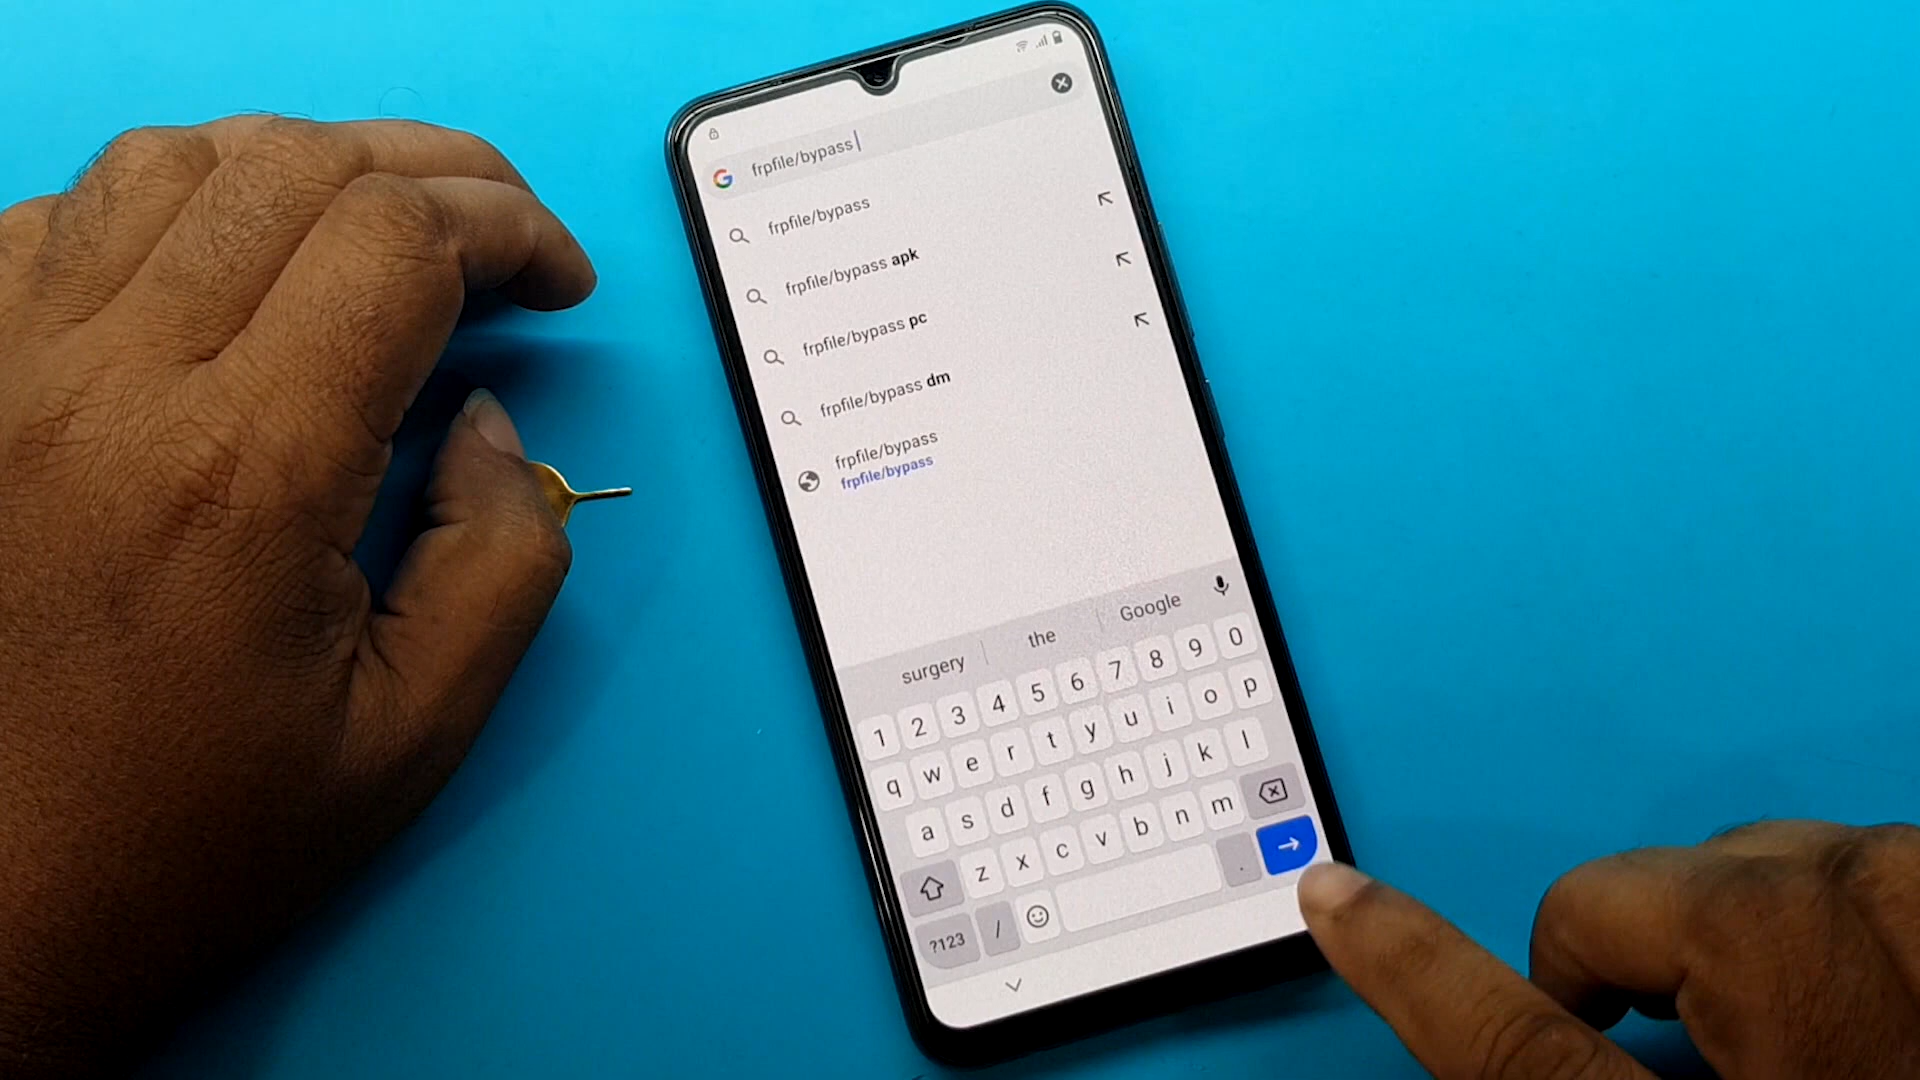 frpfile/bypass
frpfile/bypass
frpfile/bypass apk
frpfile/bypass pc
frpfile/bypass dm
frpfile/bypass
frpfile/bypass
surgery the Google
1 2 3 4 5 6 7 8 9 0
q w e r t y u i o p
a s d f g h j k l
z x c v b n m
?123 / .